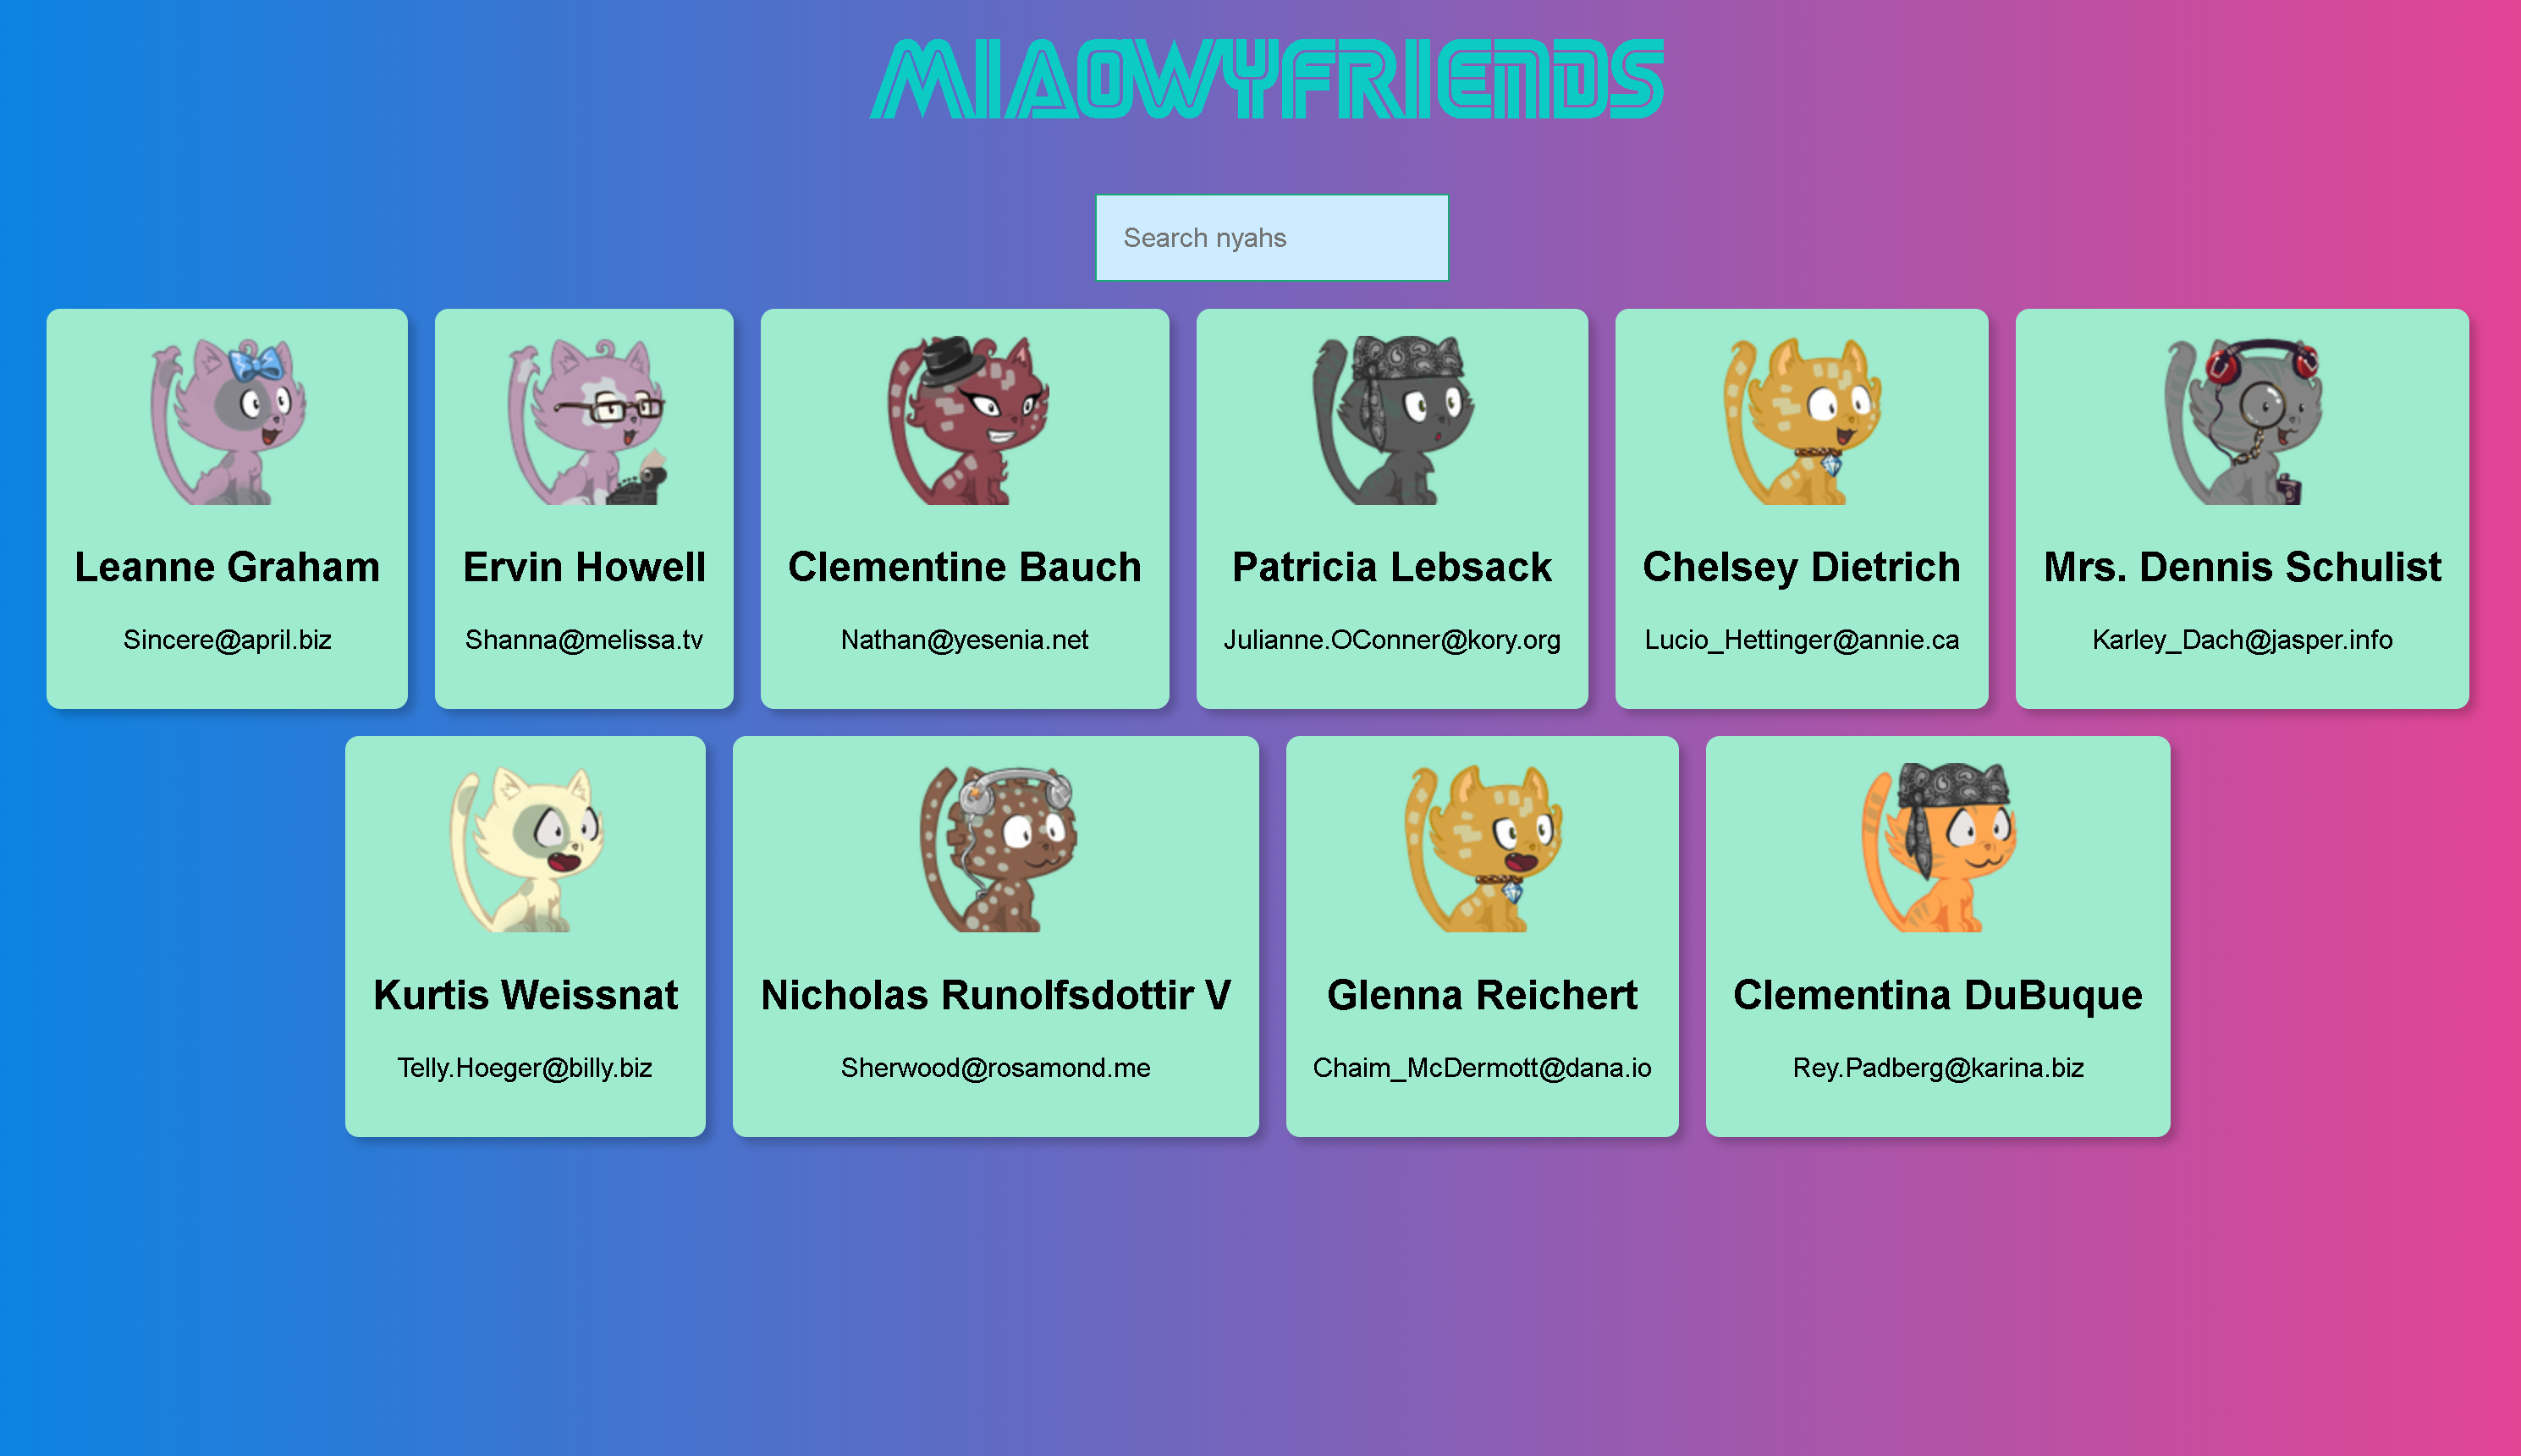 MIAOWYFRIENDS
Search nyahs
Leanne Graham
Sincere@april.biz
Ervin Howell
Shanna@melissa.tv
Clementine Bauch
Nathan@yesenia.net
Patricia Lebsack
Julianne.OConner@kory.org
Chelsey Dietrich
Lucio_Hettinger@annie.ca
Mrs. Dennis Schulist
Karley_Dach@jasper.info
Kurtis Weissnat
Telly.Hoeger@billy.biz
Nicholas Runolfsdottir V
Sherwood@rosamond.me
Glenna Reichert
Chaim_McDermott@dana.io
Clementina DuBuque
Rey.Padberg@karina.biz